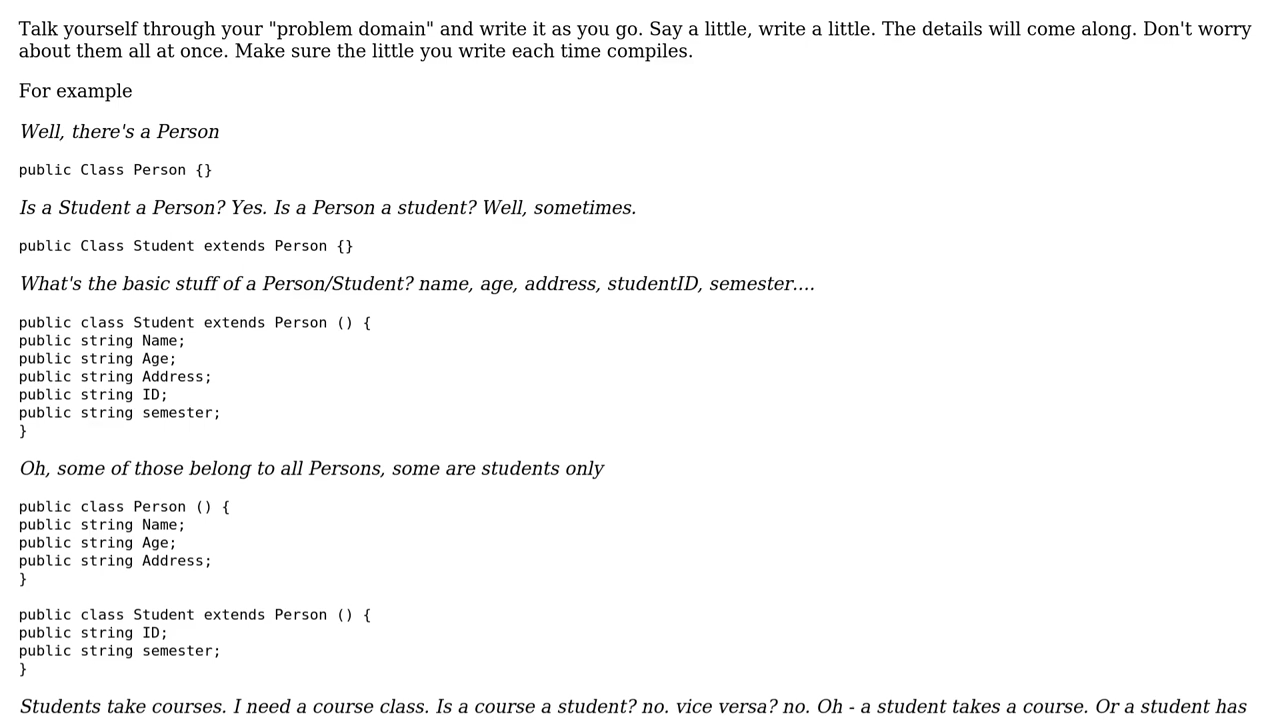 Talk yourself through your "problem domain" and write it as you go. Say a little, write a little. The details will come along. Don't worry
about them all at once. Make sure the little you write each time compiles.
For example
Well, there's a Person
public Class Person {}
Is a Student a Person? Yes. Is a Person a student? Well, sometimes.
public Class Student extends Person {}
What's the basic stuff of a Person/Student? name, age, address, studentID, semester....
public class Student extends Person () {
public string Name;
public string Age;
public string Address;
public string ID;
public string semester;
}
Oh, some of those belong to all Persons, some are students only
public class Person () {
public string Name;
public string Age;
public string Address;
}
public class Student extends Person () {
public string ID;
public string semester;
}
Students take courses. I need a course class. Is a course a student? no. vice versa? no. Oh - a student takes a course. Or a student has